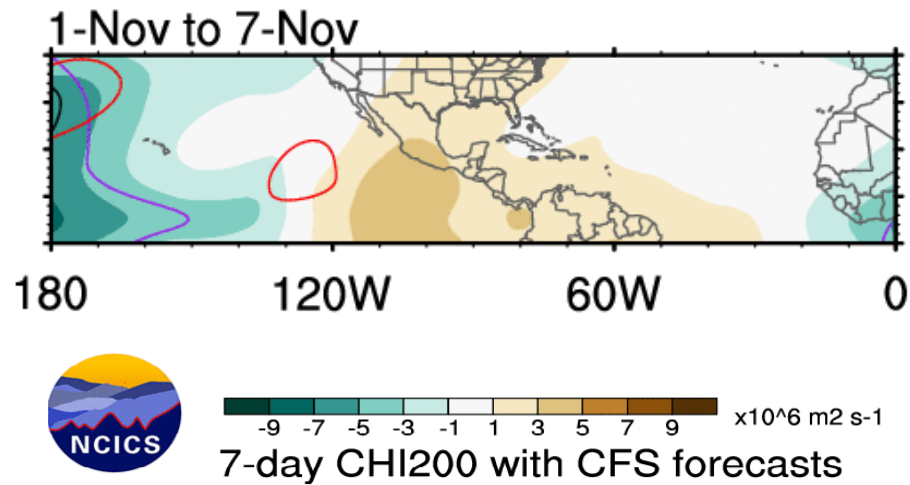 1-Nov to 7-Nov
180 120W 60W 0
NCICS
-9 -7 -5 -3 -1 1 3 5 7 9
x10^6 m2 s-1
7-day CHI200 with CFS forecasts